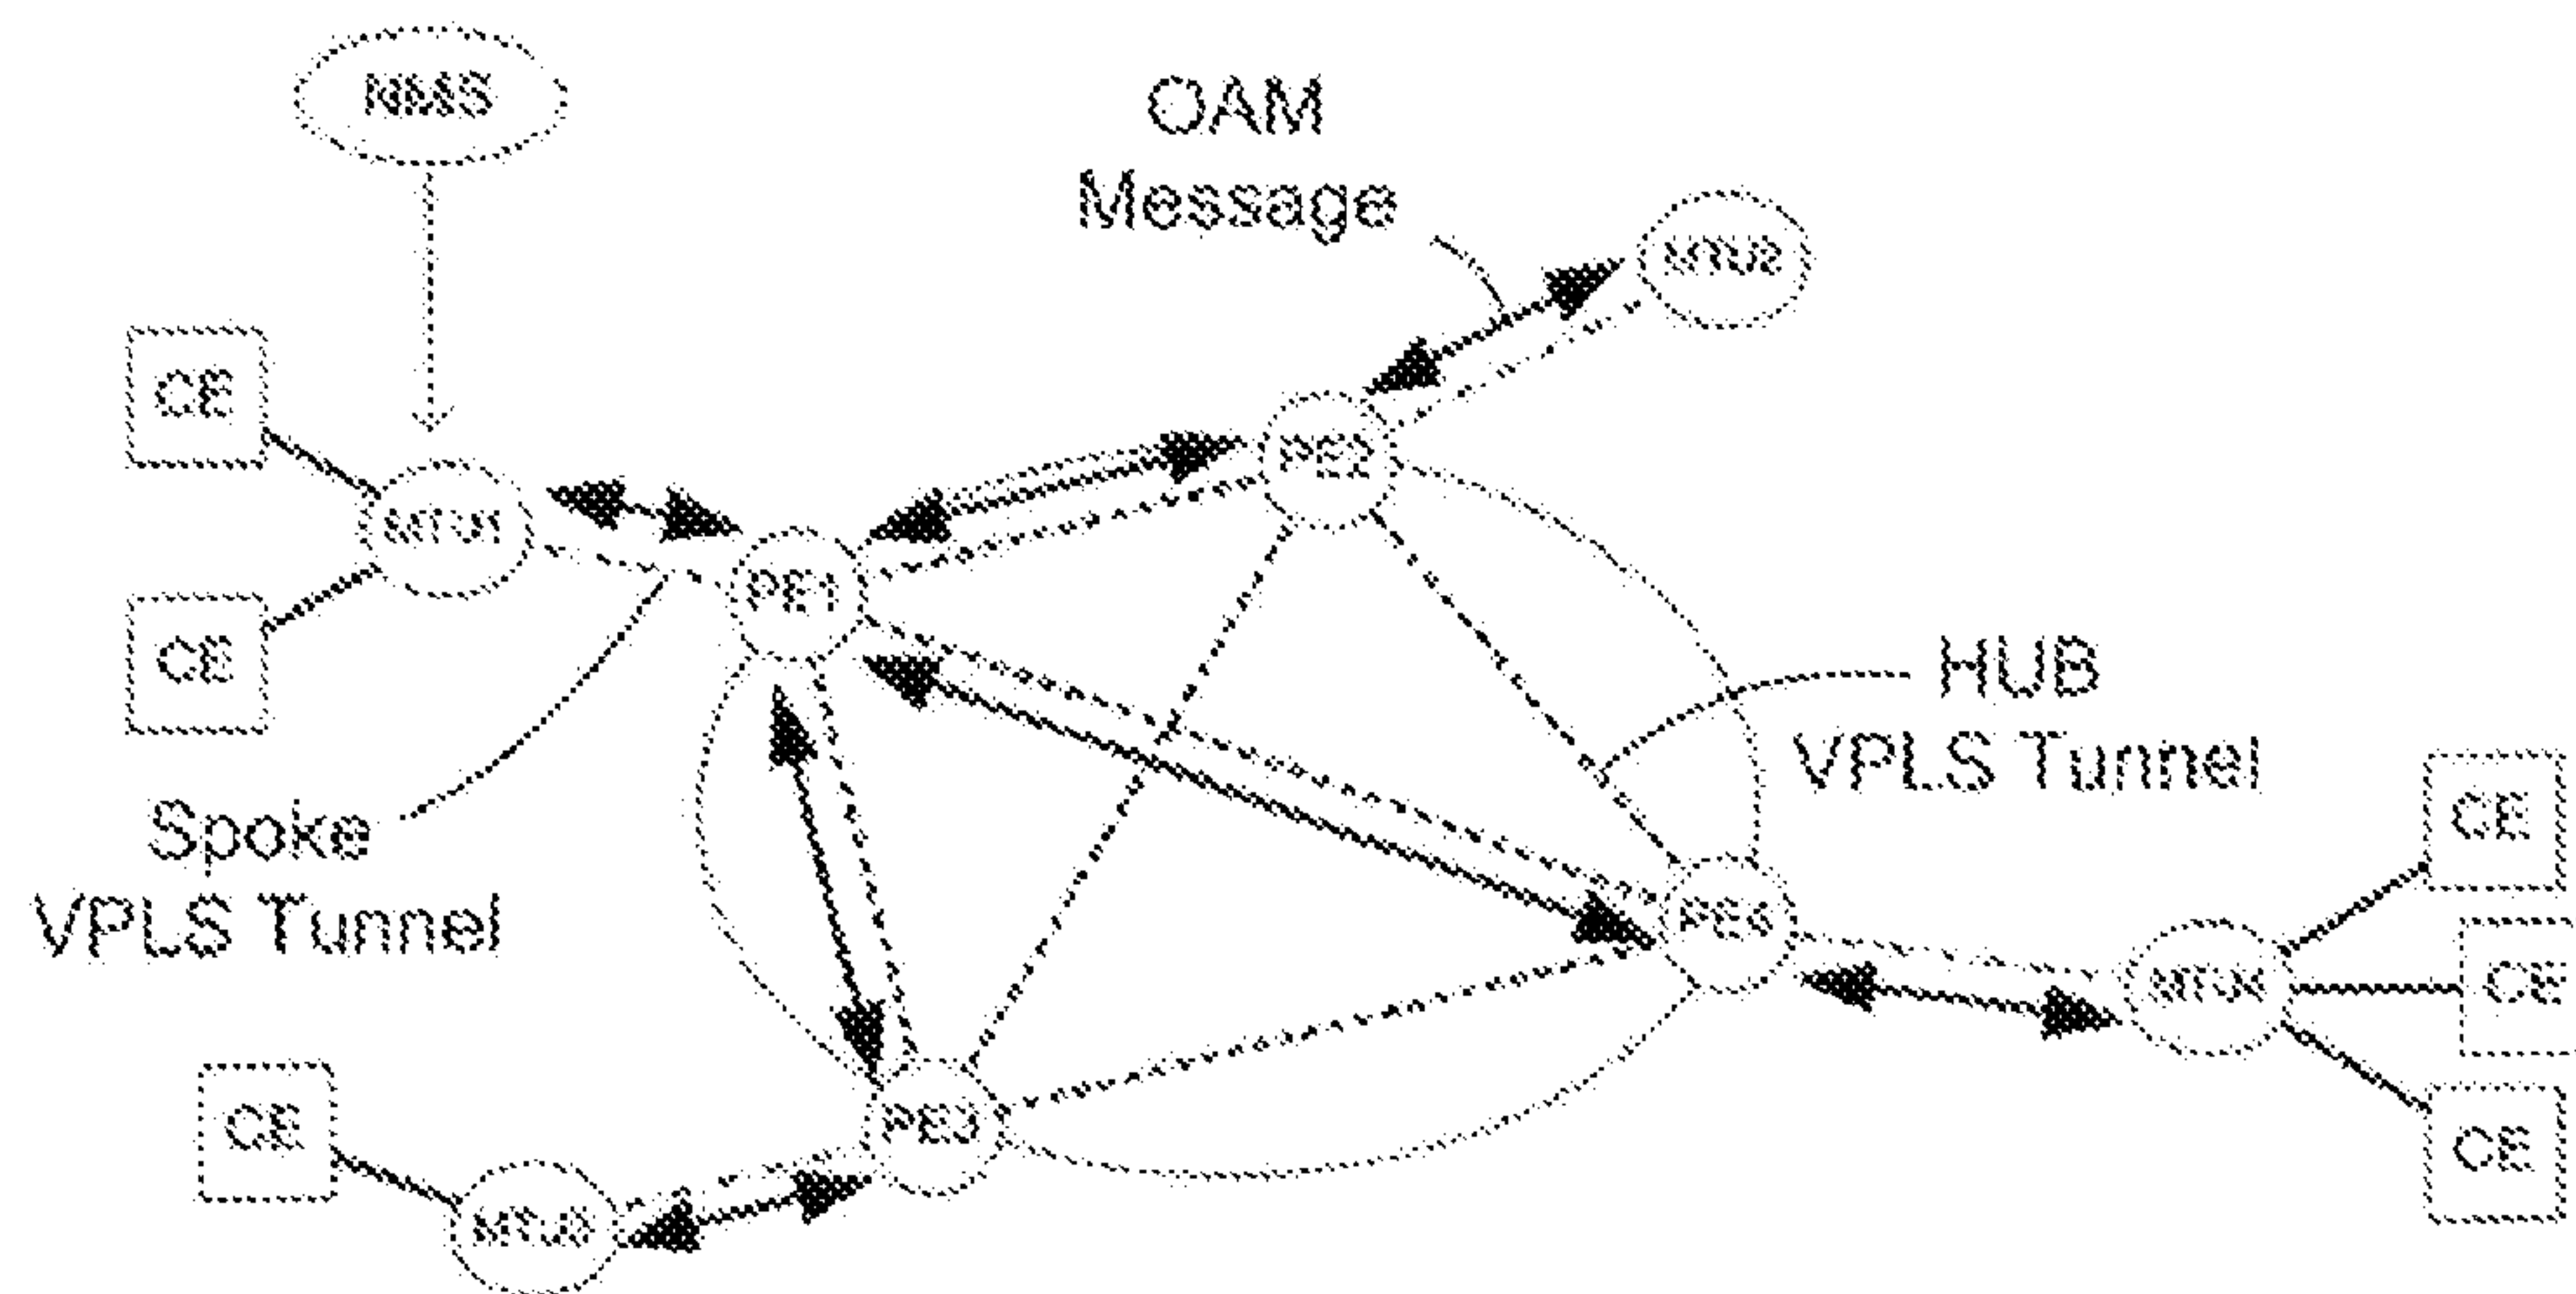 NMS
OAM
Message
MTU2
CE
PE2
MTU1
PE1
CE
HUB
VPLS Tunnel
Spoke
VPLS Tunnel
CE
PE4
CE
MTU4
CE
PE3
CE
MTU3